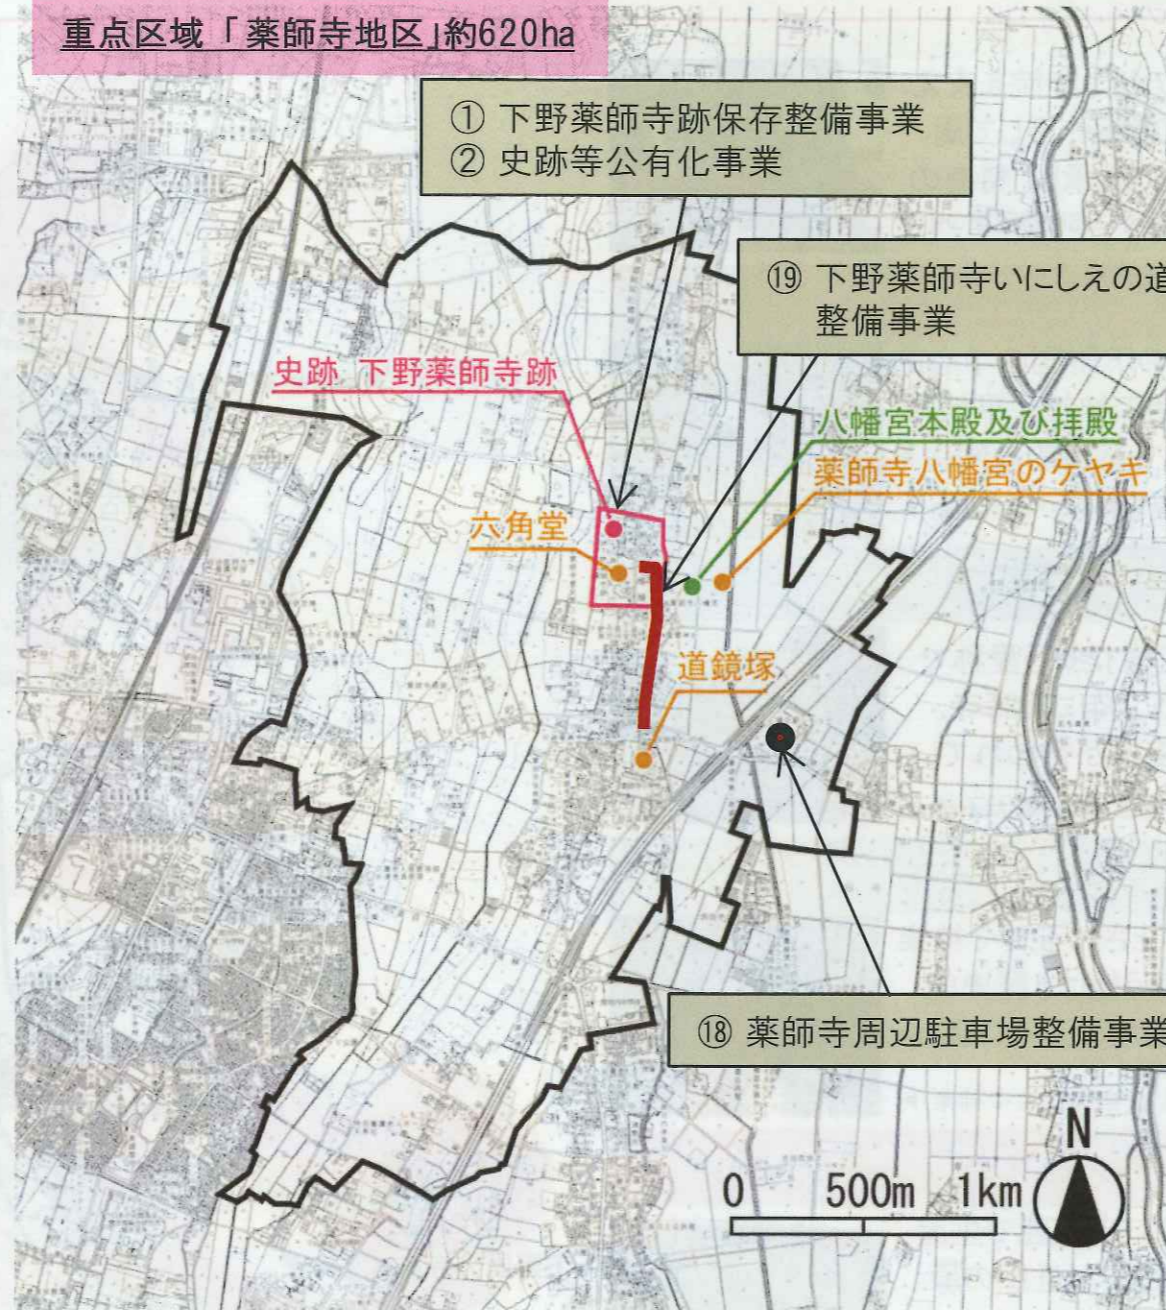 重点区域「薬師寺地区」約620ha
① 下野薬師寺跡保存整備事業
② 史跡等公有化事業
⑲ 下野薬師寺いにしえの道
整備事業
史跡 下野薬師寺跡
八幡宮本殿及び拝殿
薬師寺八幡宮のケヤキ
六角堂
道鏡塚
⑱ 薬師寺周辺駐車場整備事業
N
0 500m 1km